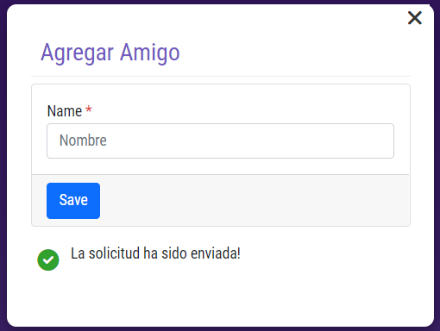 Agregar Amigo
Name *
Nombre
Save
La solicitud ha sido enviada!